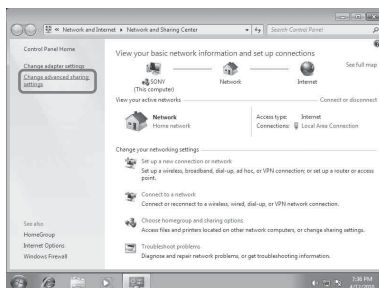 « Network and Internet ▸ Network and Sharing Center
Search Control Panel
Control Panel Home
Change adapter settings
Change advanced sharing
settings
View your basic network information and set up connections
See full map
SONY
(This computer)
Network
Internet
View your active networks
Connect or disconnect
Network
Home network
Access type: Internet
Connections: Local Area Connection
Change your networking settings
Set up a new connection or network
Set up a wireless, broadband, dial-up, ad hoc, or VPN connection; or set up a router or access
point.
Connect to a network
Connect or reconnect to a wireless, wired, dial-up, or VPN network connection.
Choose homegroup and sharing options
Access files and printers located on other network computers, or change sharing settings.
Troubleshoot problems
Diagnose and repair network problems, or get troubleshooting information.
See also
HomeGroup
Internet Options
Windows Firewall
7:36 PM